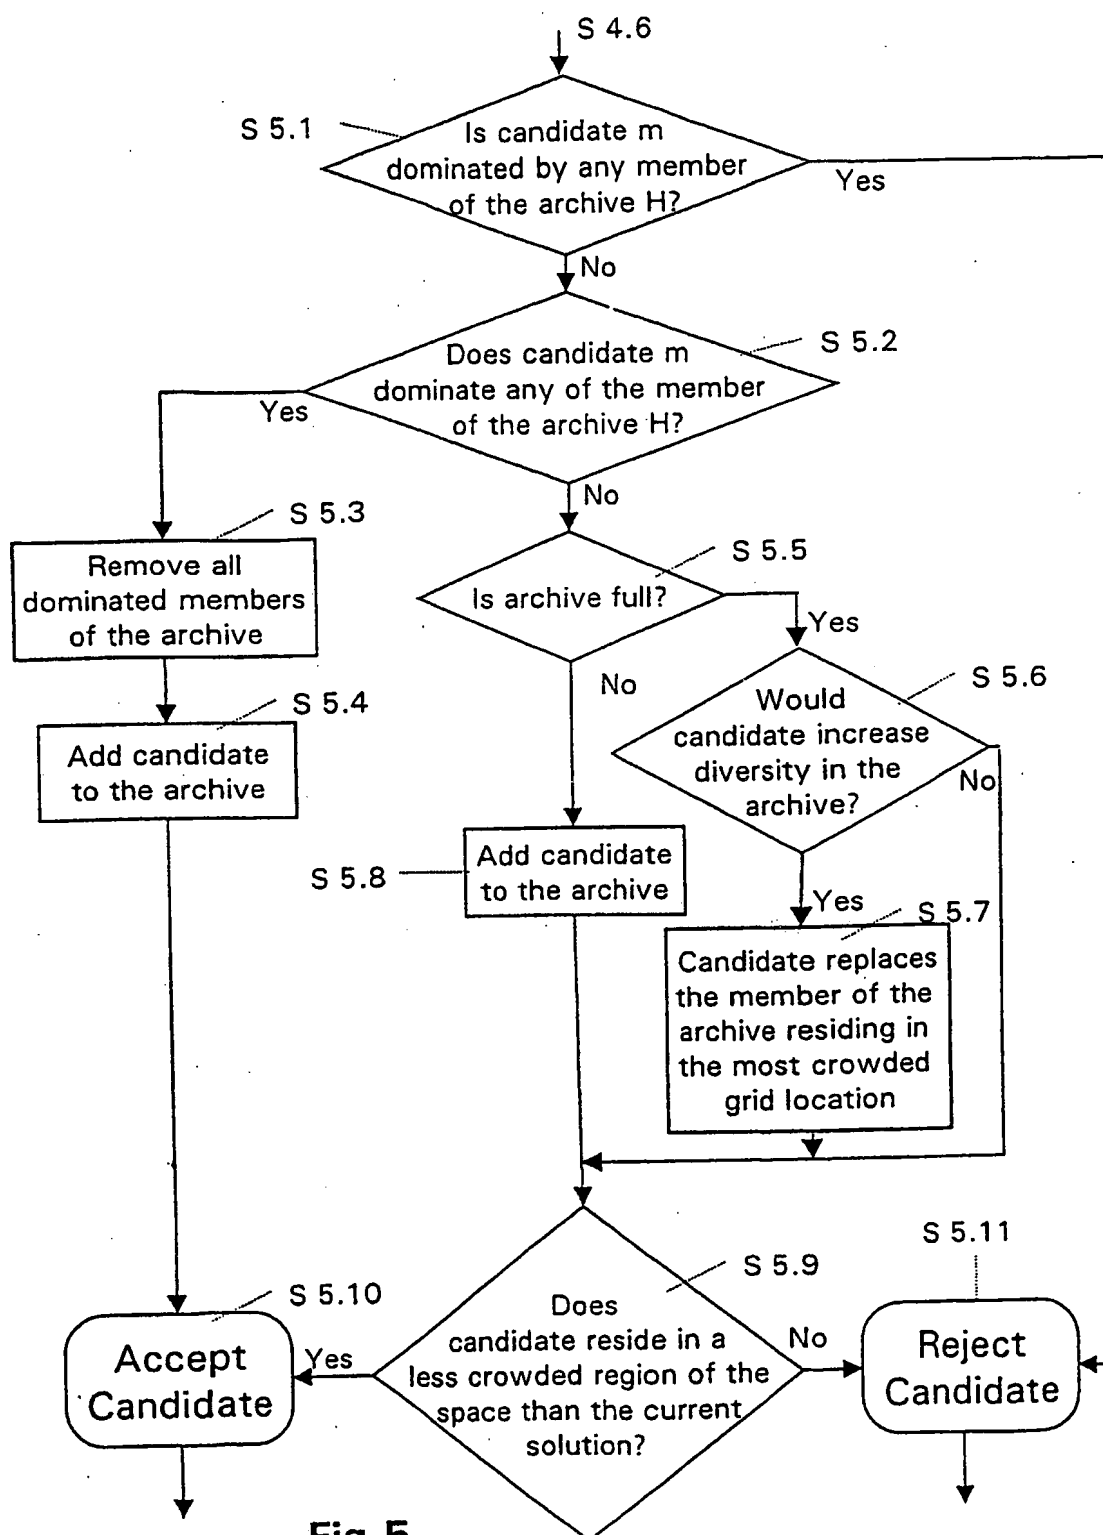 S 4.6
S 5.1
Is candidate m
dominated by any member
of the archive H?
Yes
No
S 5.2
Does candidate m
dominate any of the member
of the archive H?
Yes
No
S 5.3
Remove all
dominated members
of the archive
S 5.5
Is archive full?
Yes
No
S 5.4
Add candidate
to the archive
S 5.6
Would
candidate increase
diversity in the
archive?
No
Yes
S 5.8
Add candidate
to the archive
S 5.7
Candidate replaces
the member of the
archive residing in
the most crowded
grid location
S 5.9
Does
candidate reside in a
less crowded region of the
space than the current
solution?
Yes
No
S 5.10
Accept
Candidate
S 5.11
Reject
Candidate
Fig. 5